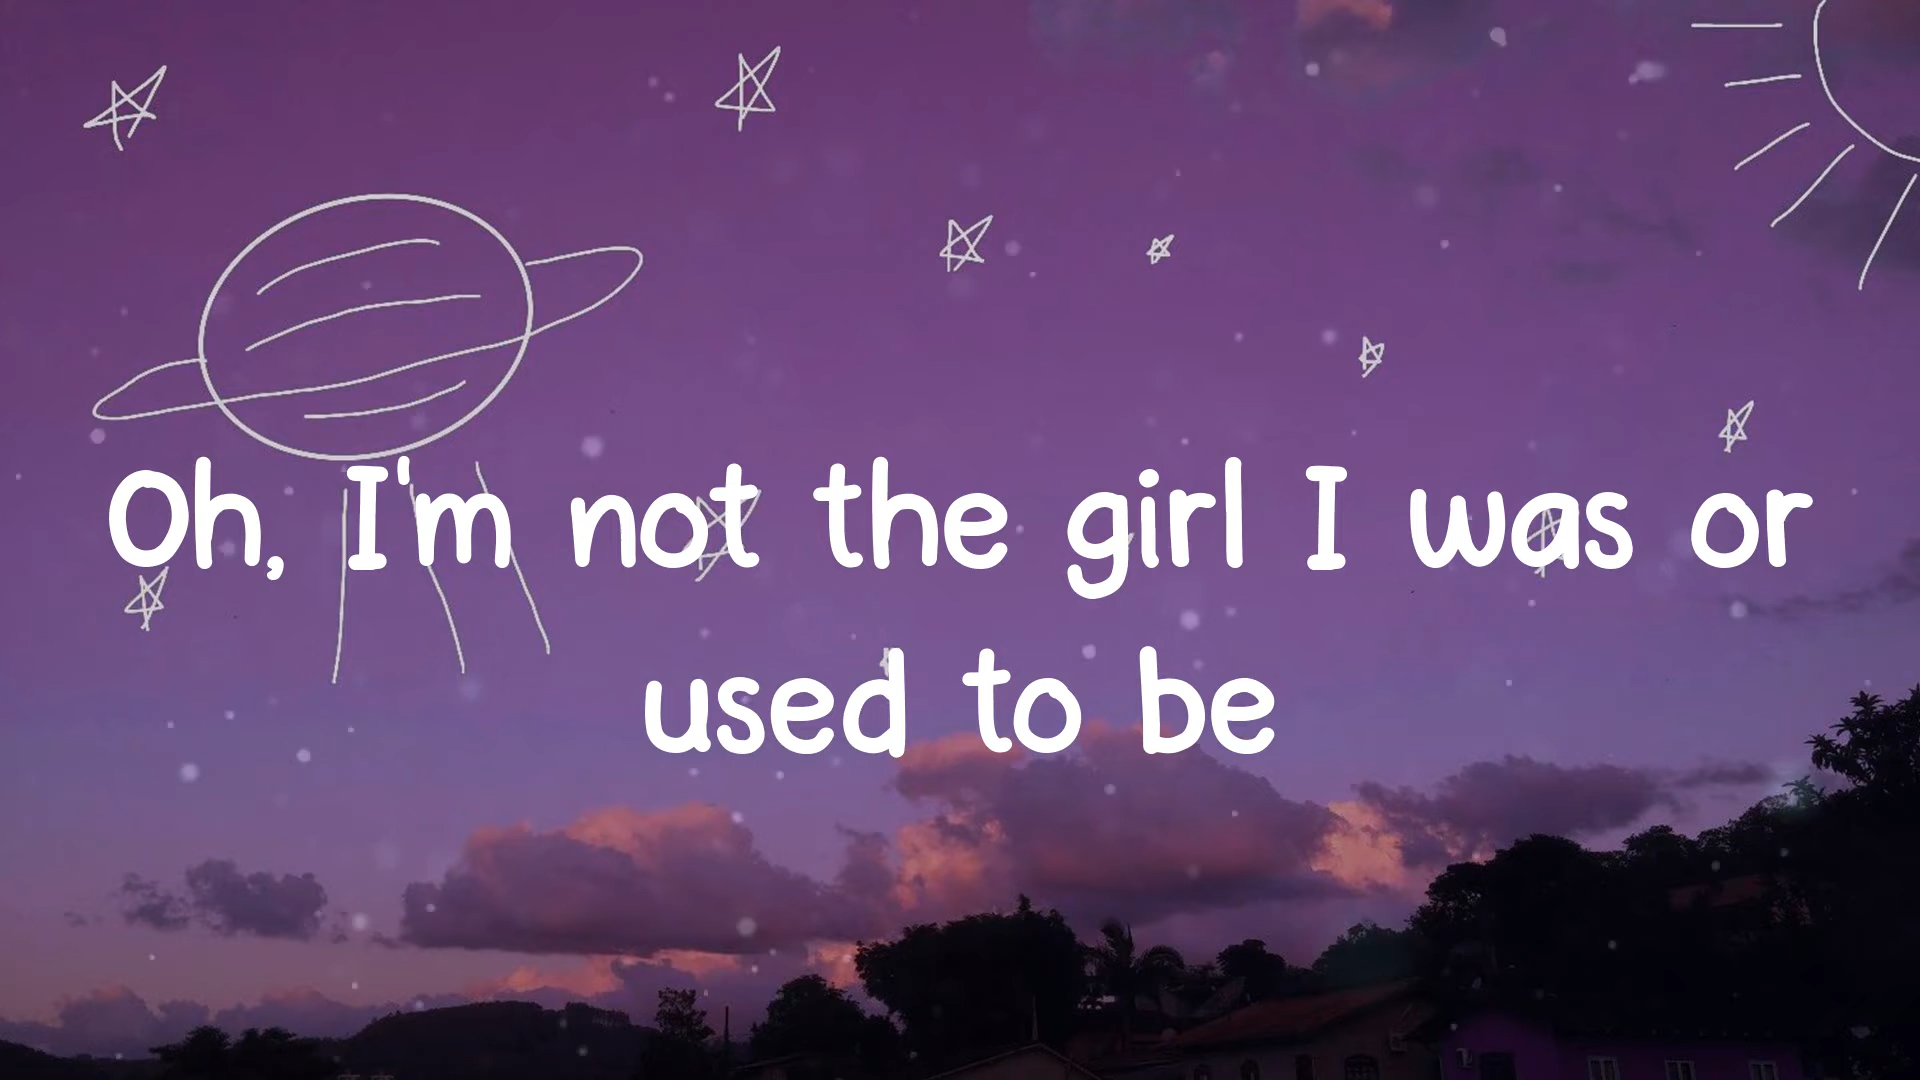 Oh, I'm not the girl I was or
used to be